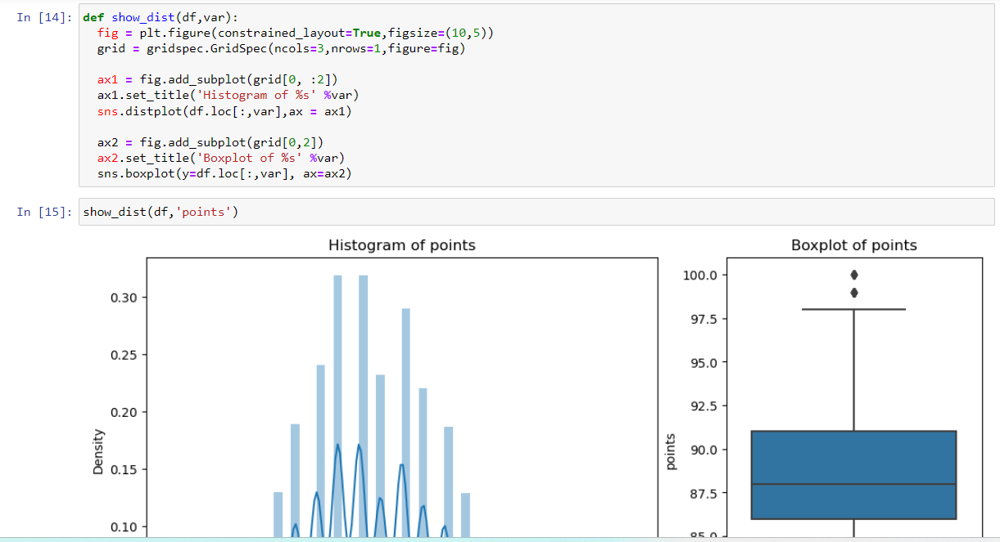 In [14]: def show_dist(df,var):
fig = plt.figure(constrained_layout=True,figsize=(10,5))
grid = gridspec.GridSpec(ncols=3,nrows=1,figure=fig)
ax1 = fig.add_subplot(grid[0, :2])
ax1.set_title('Histogram of %s' %var)
sns.distplot(df.loc[:,var],ax = ax1)
ax2 = fig.add_subplot(grid[0,2])
ax2.set_title('Boxplot of %s' %var)
sns.boxplot(y=df.loc[:,var], ax=ax2)
In [15]: show_dist(df,'points')
Histogram of points
0.30
0.25
0.20
0.15
0.10
Density
Boxplot of points
100.0
97.5
95.0
92.5
90.0
87.5
85.0
points